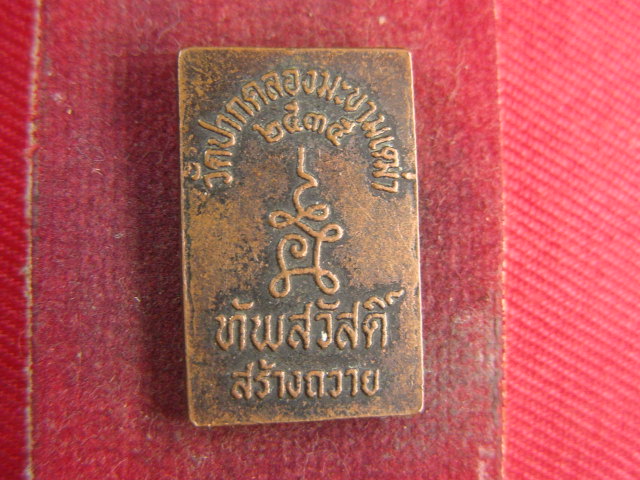 วัดปากคลองมะขามเฒ่า
๒๕๓๕
ทัพสวัสดิ์
สร้างถวาย